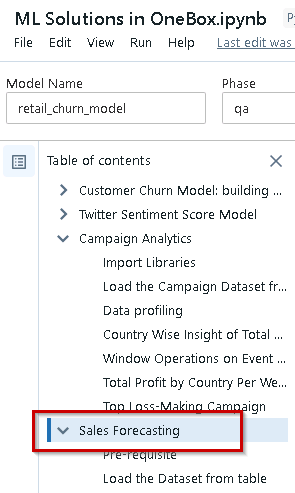 ML Solutions in OneBox.ipynb
File Edit View Run Help Last edit was
Model Name Phase
retail_churn_model qa
Table of contents
Customer Churn Model: building ...
Twitter Sentiment Score Model
Campaign Analytics
Import Libraries
Load the Campaign Dataset fr...
Data profiling
Country Wise Insight of Total ...
Window Operations on Event ...
Total Profit by Country Per We...
Top Loss-Making Campaign
Sales Forecasting
Pre-requisite
Load the Dataset from table